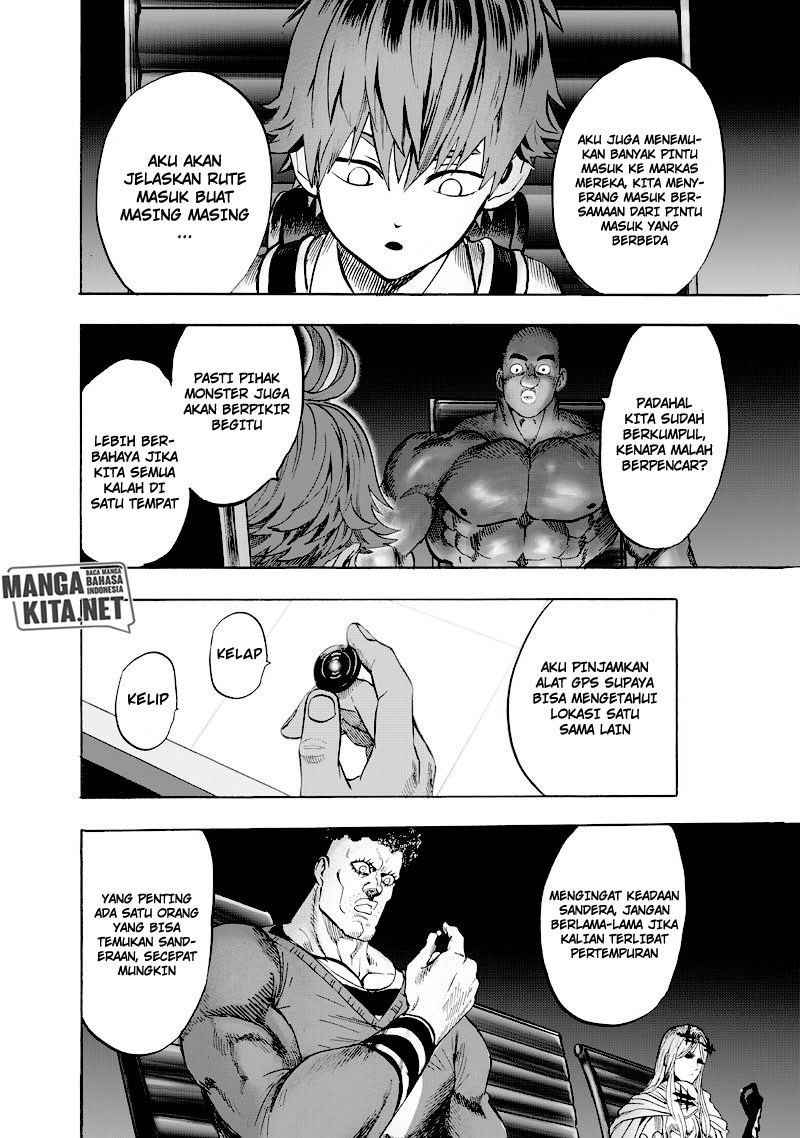 AKU JUGA MENEMU-
KAN BANYAK PINTU
MASUK KE MARKAS
MEREKA, KITA MENY-
ERANG MASUK BER-
SAMAAN DARI PINTU
MASUK YANG
BERBEDA
AKU AKAN
JELASKAN RUTE
MASUK BUAT
MASING MASING
...
PADAHAL
KITA SUDAH
BERKUMPUL,
KENAPA MALAH
BERPENCAR?
PASTI PIHAK
MONSTER JUGA
AKAN BERPIKIR
BEGITU
LEBIH BER-
BAHAYA JIKA
KITA SEMUA
KALAH DI
SATU TEMPAT
MANGA
KITA.NET
BACA MANGA
BAHASA
INDONESIA
AKU PINJAMKAN
ALAT GPS SUPAYA
BISA MENGETAHUI
LOKASI SATU
SAMA LAIN
KELAP
KELIP
MENGINGAT KEADAAN
SANDERA, JANGAN
BERLAMA-LAMA JIKA
KALIAN TERLIBAT
PERTEMPURAN
YANG PENTING
ADA SATU ORANG
YANG BISA
TEMUKAN SAND-
ERAAN, SECEPAT
MUNGKIN